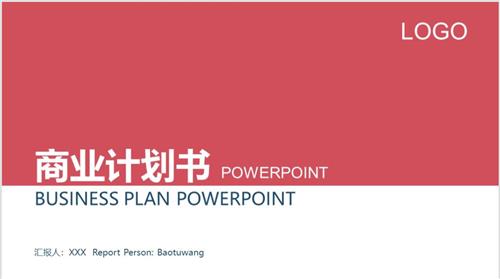 LOGO
商业计划书 POWERPOINT
BUSINESS PLAN POWERPOINT
汇报人：XXX Report Person: Baotuwang